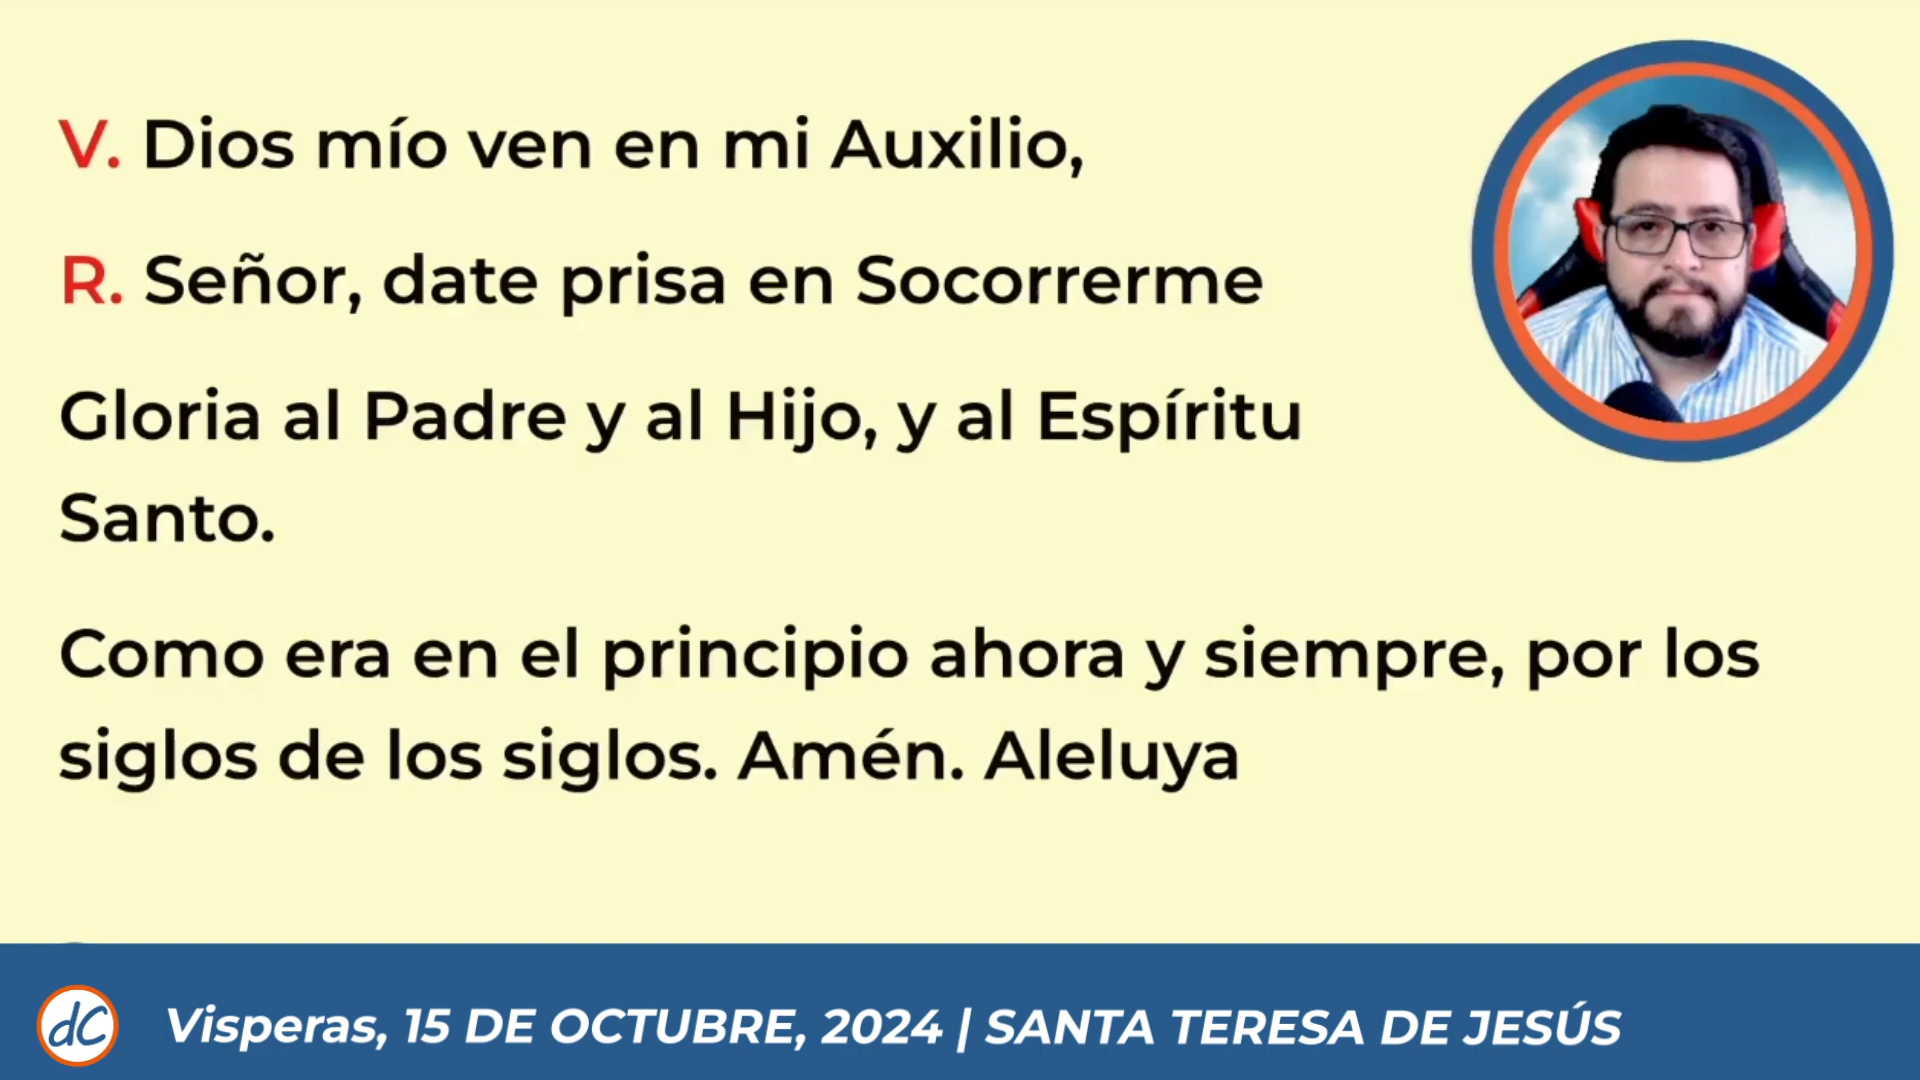 V. Dios mío ven en mi Auxilio,
R. Señor, date prisa en Socorrerme
Gloria al Padre y al Hijo, y al Espíritu
Santo.
Como era en el principio ahora y siempre, por los
siglos de los siglos. Amén. Aleluya
dC
Visperas, 15 DE OCTUBRE, 2024 | SANTA TERESA DE JESÚS